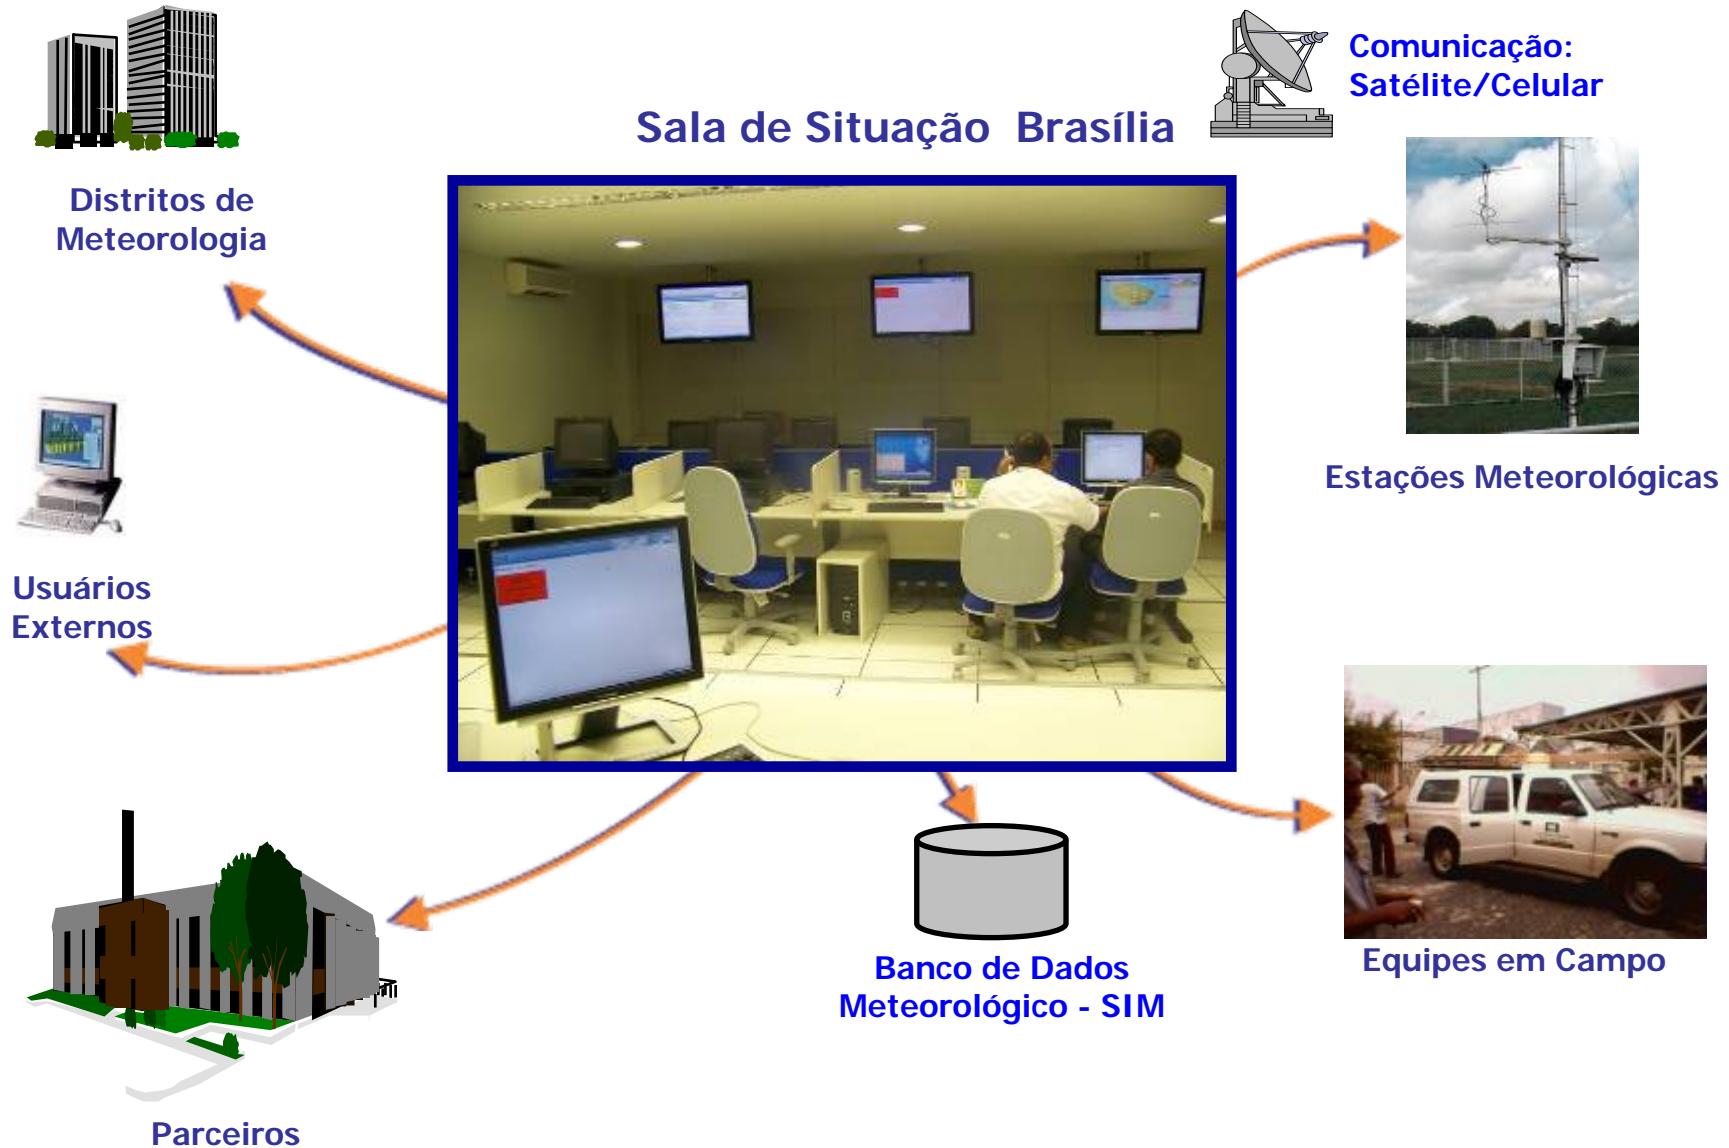 Comunicação:
Satélite/Celular
Sala de Situação Brasília
Distritos de
Meteorologia
Estações Meteorológicas
Usuários
Externos
Equipes em Campo
Banco de Dados
Meteorológico - SIM
Parceiros